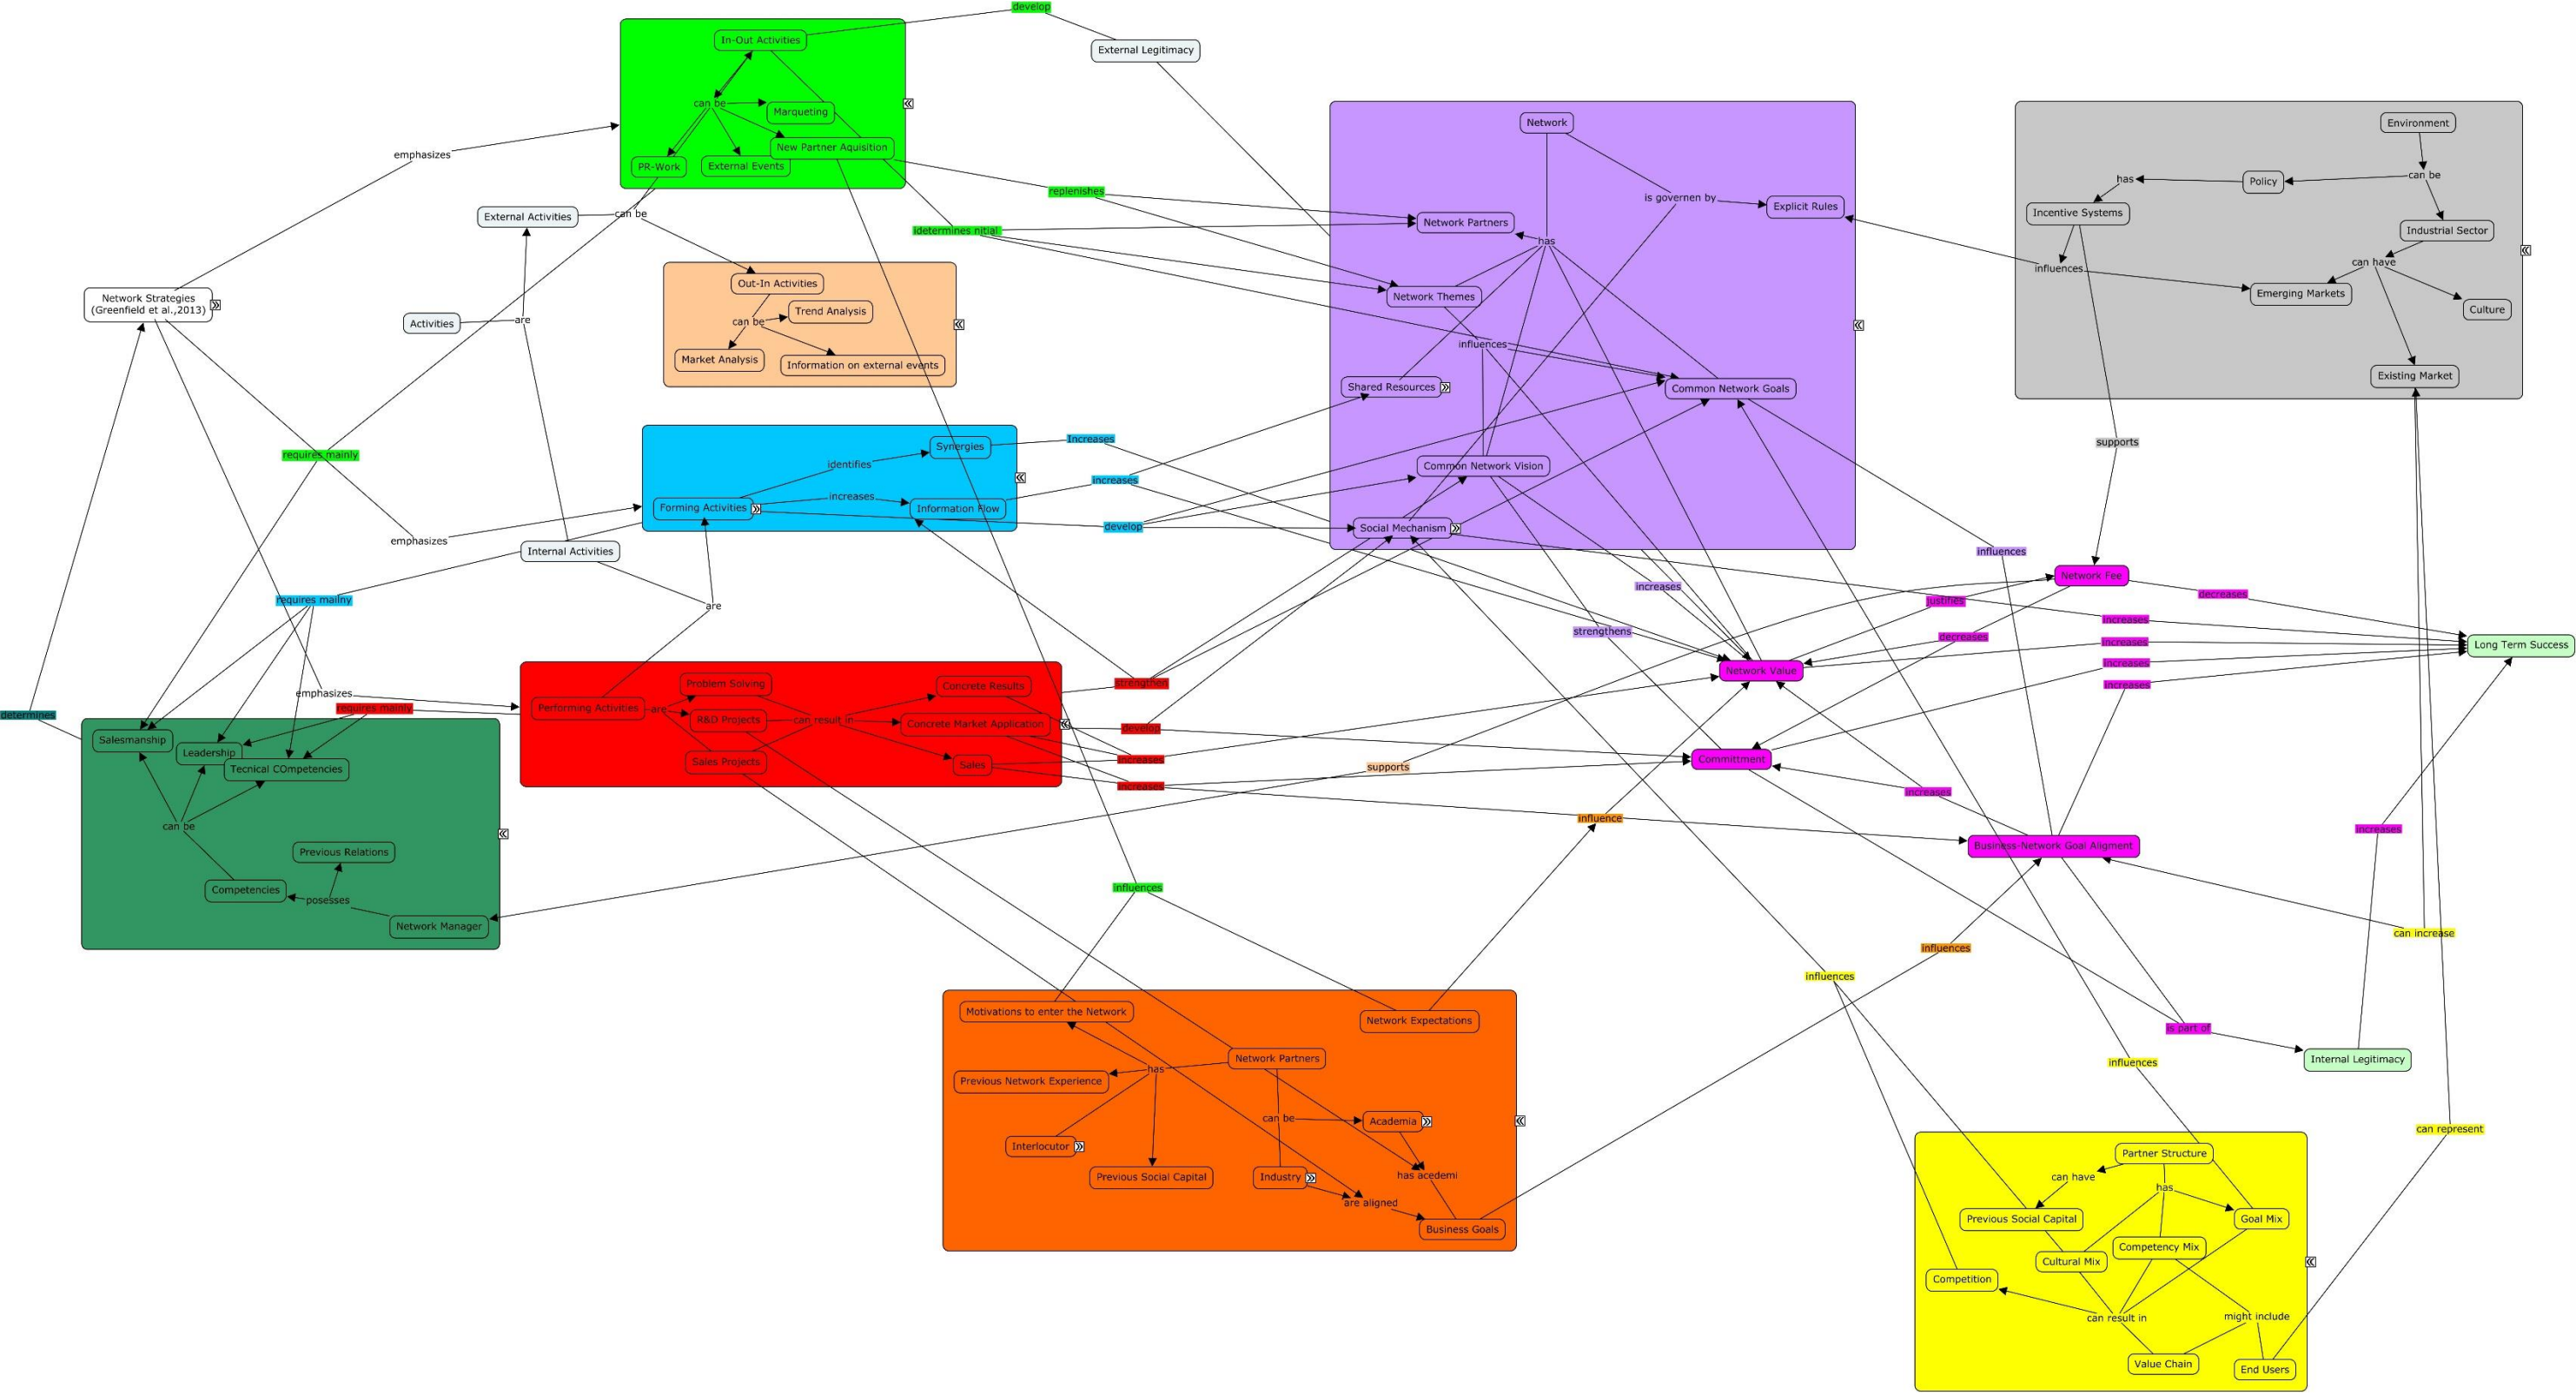 develop
In-Out Activities
External Legitimacy
can be
Marqueting
New Partner Aquisition
PR-Work
External Events
emphasizes
replenishes
idetermines nitial
External Activities
can be
Network Strategies
(Greenfield et al.,2013)
Activities
are
Out-In Activities
Trend Analysis
can be
Market Analysis
Information on external events
Network
is governen by
Explicit Rules
Network Partners
has
Network Themes
influences
Shared Resources
Common Network Goals
Common Network Vision
Social Mechanism
Environment
can be
Policy
has
Incentive Systems
Industrial Sector
influences
can have
Emerging Markets
Culture
Existing Market
supports
requires mainly
Synergies
identifies
increases
Forming Activities
Information Flow
Increases
increases
develop
emphasizes
Internal Activities
requires mailny
are
influences
Network Fee
increases
justifies
decreases
strengthens
decreases
increases
increases
increases
increases
Long Term Success
Network Value
strengthen
emphasizes
requires mainly
determines
Problem Solving
Concrete Results
Performing Activities
are
R&D Projects
can result in
Concrete Market Application
Sales Projects
Sales
develop
increases
increases
supports
Committment
increases
influence
increases
Business-Network Goal Aligment
Salesmanship
Leadership
Tecnical COmpetencies
can be
Previous Relations
Competencies
posesses
Network Manager
influences
influences
can increase
influences
is part of
Internal Legitimacy
influences
can represent
Motivations to enter the Network
Network Expectations
Network Partners
has
Previous Network Experience
can be
Academia
Interlocutor
Previous Social Capital
Industry
has acedemi
are aligned
Business Goals
Partner Structure
can have
has
Previous Social Capital
Goal Mix
Competency Mix
Cultural Mix
Competition
can result in
might include
Value Chain
End Users